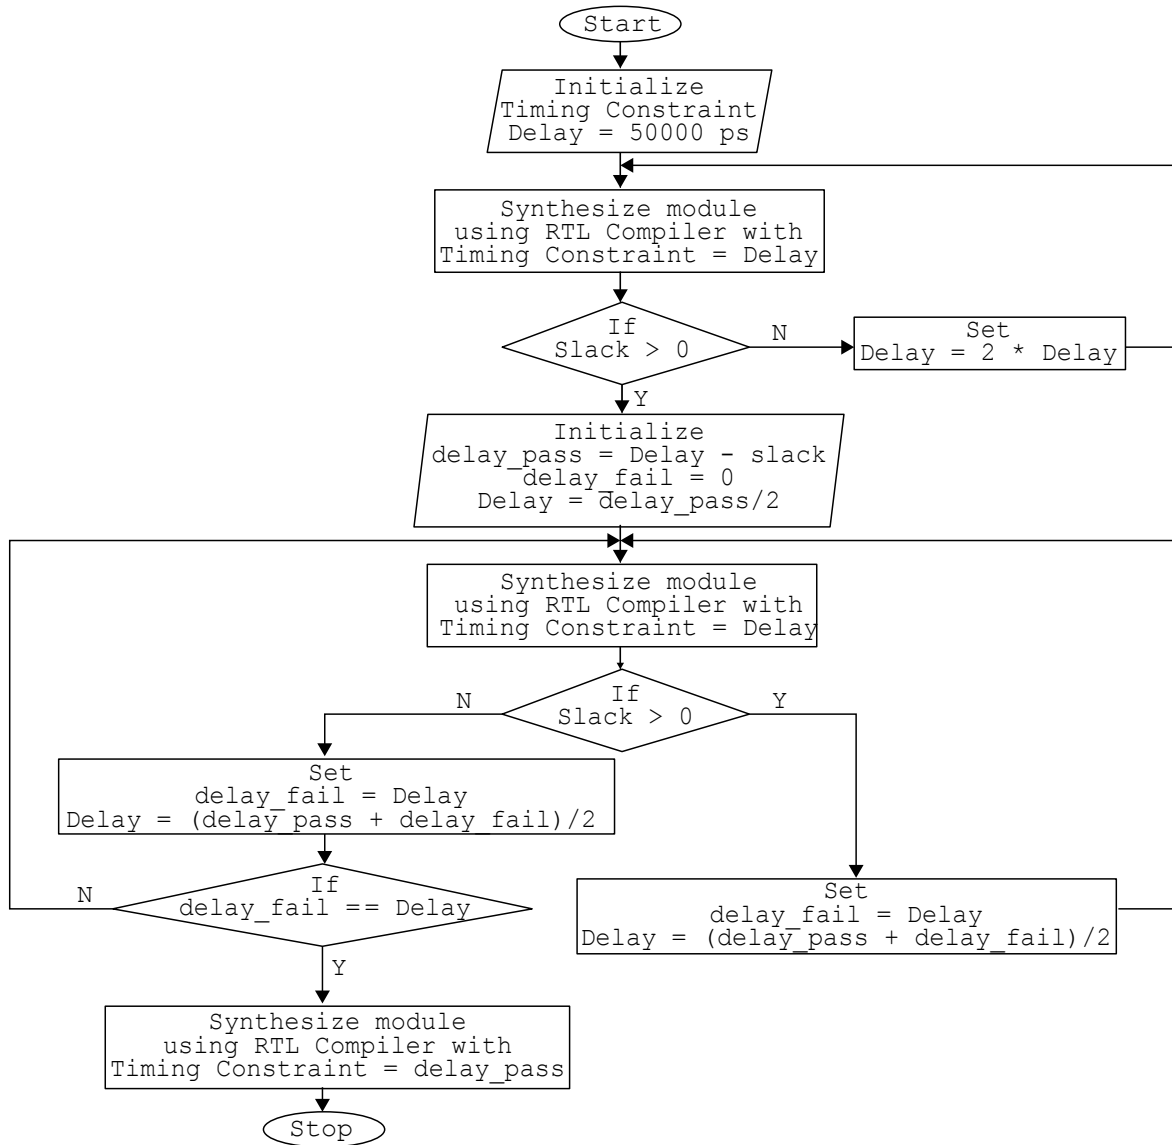 Start
Initialize
Timing Constraint
Delay = 50000 ps
Synthesize module
using RTL Compiler with
Timing Constraint = Delay
If
Slack > 0
N
Set
Delay = 2 * Delay
Y
Initialize
delay_pass = Delay - slack
delay_fail = 0
Delay = delay_pass/2
Synthesize module
using RTL Compiler with
Timing Constraint = Delay
If
Slack > 0
N
Y
Set
delay_fail = Delay
Delay = (delay_pass + delay_fail)/2
If
delay_fail == Delay
N
Set
delay_fail = Delay
Delay = (delay_pass + delay_fail)/2
Y
Synthesize module
using RTL Compiler with
Timing Constraint = delay_pass
Stop